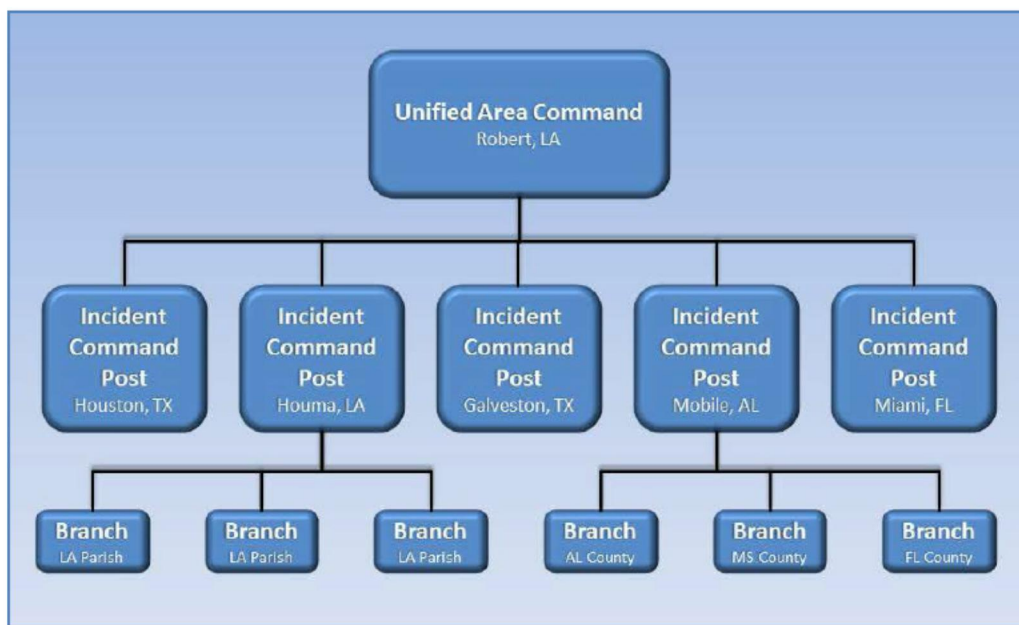 Unified Area Command
Robert, LA
Incident
Command
Post
Houston, TX
Incident
Command
Post
Houma, LA
Incident
Command
Post
Galveston, TX
Incident
Command
Post
Mobile, AL
Incident
Command
Post
Miami, FL
Branch
LA Parish
Branch
LA Parish
Branch
LA Parish
Branch
AL County
Branch
MS County
Branch
FL County